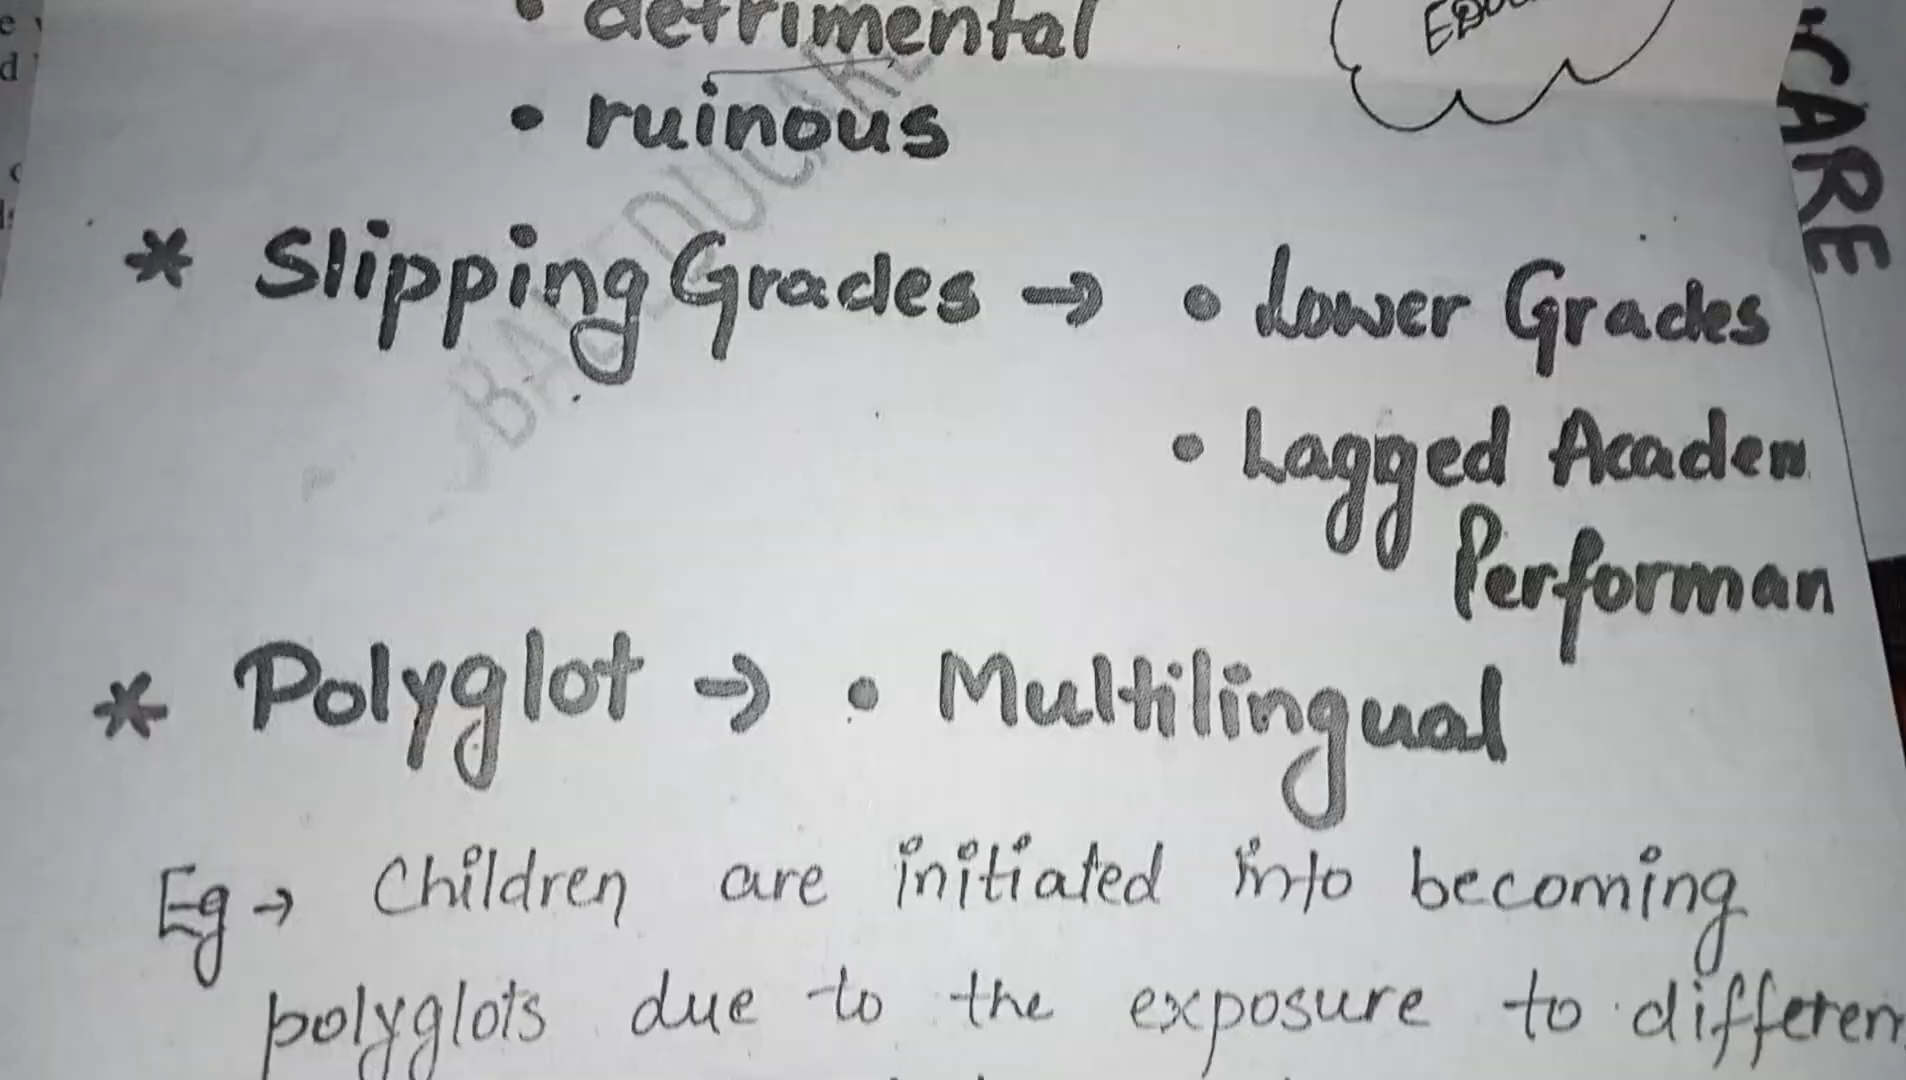 • detrimental
• ruinous
* Slipping Grades → • Lower Grades
• Lagged Academ
Performan
* Polyglot → • Multilingual
Eg → Children are initiated into becoming
polyglots due to the exposure to differen
CARE